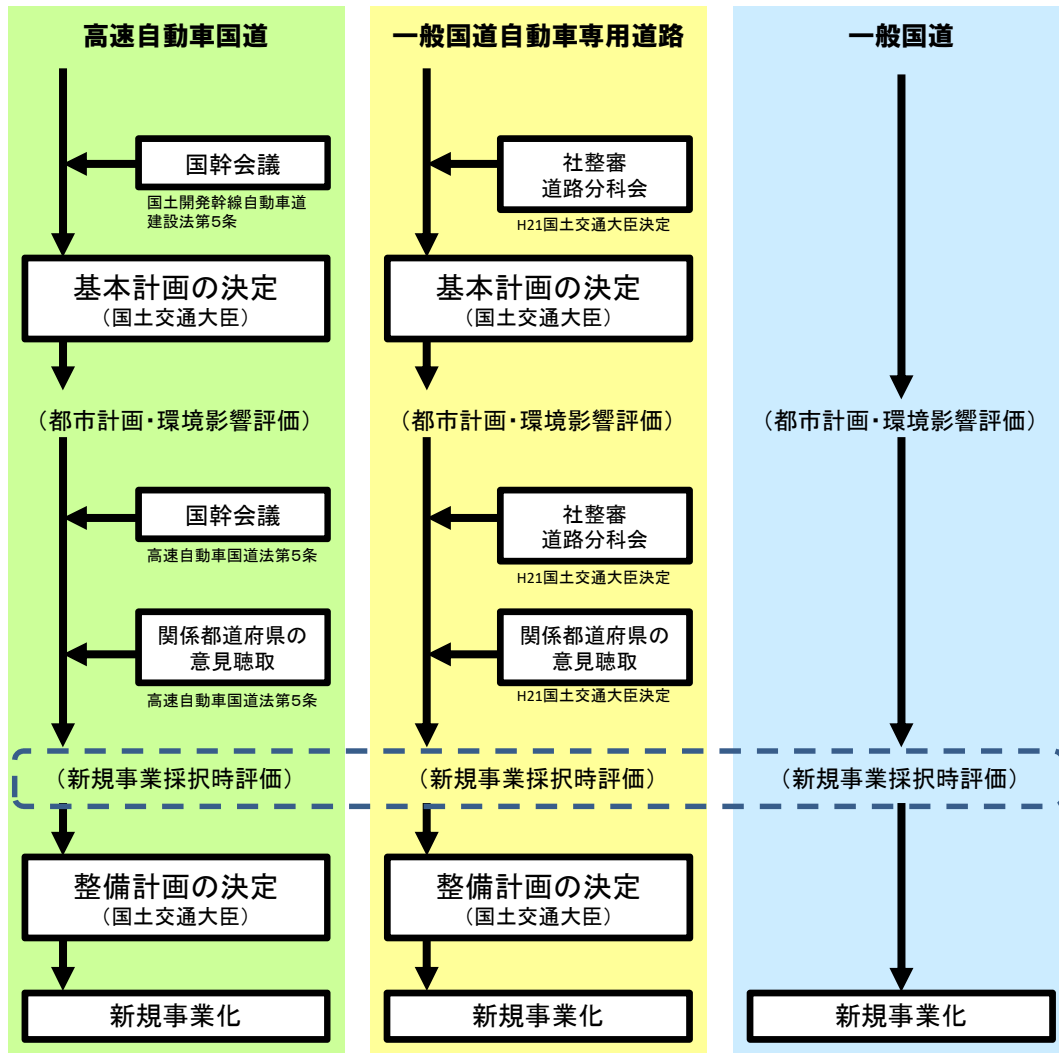 高速自動車国道
国幹会議
国土開発幹線自動車道
建設法第5条
基本計画の決定
（国土交通大臣）
（都市計画・環境影響評価）
国幹会議
高速自動車国道法第5条
関係都道府県の
意見聴取
高速自動車国道法第5条
（新規事業採択時評価）
整備計画の決定
（国土交通大臣）
新規事業化
一般国道自動車専用道路
社整審
道路分科会
H21国土交通大臣決定
基本計画の決定
（国土交通大臣）
（都市計画・環境影響評価）
社整審
道路分科会
H21国土交通大臣決定
関係都道府県の
意見聴取
H21国土交通大臣決定
（新規事業採択時評価）
整備計画の決定
（国土交通大臣）
新規事業化
一般国道
（都市計画・環境影響評価）
（新規事業採択時評価）
新規事業化